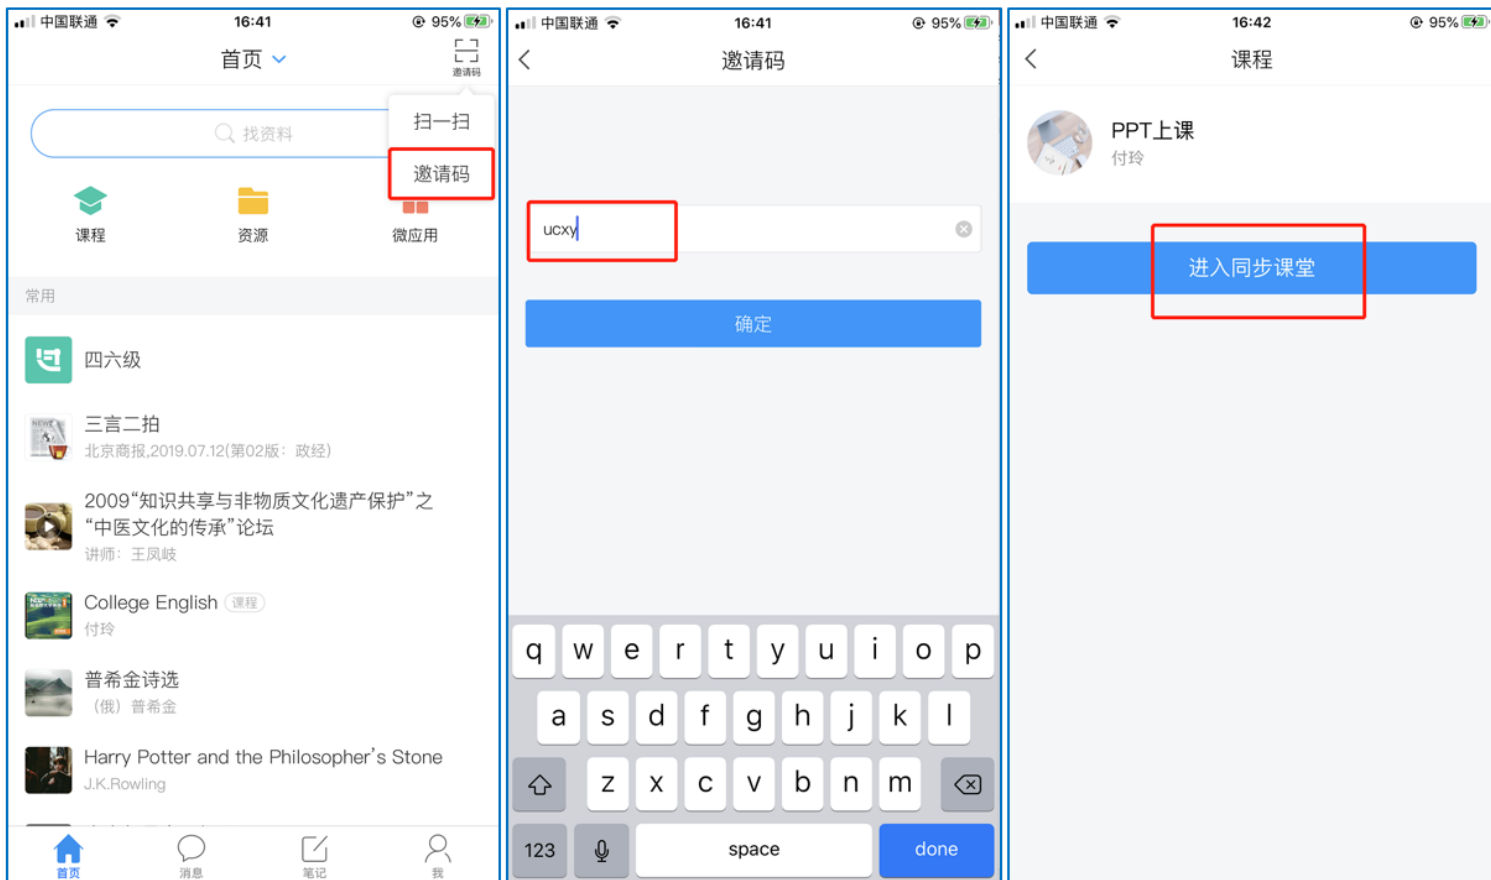 中国联通
16:41
95%
首页
邀请码
扫一扫
找资料
邀请码
课程
资源
微应用
常用
四六级
三言二拍
北京商报,2019.07.12(第02版：政经)
2009“知识共享与非物质文化遗产保护”之
“中医文化的传承”论坛
讲师：王凤岐
College English 课程
付玲
普希金诗选
（俄）普希金
Harry Potter and the Philosopher's Stone
J.K.Rowling
首页
消息
笔记
我
中国联通
16:41
95%
邀请码
ucxy
确定
q w e r t y u i o p
a s d f g h j k l
z x c v b n m
123 space done
中国联通
16:42
95%
课程
PPT上课
付玲
进入同步课堂